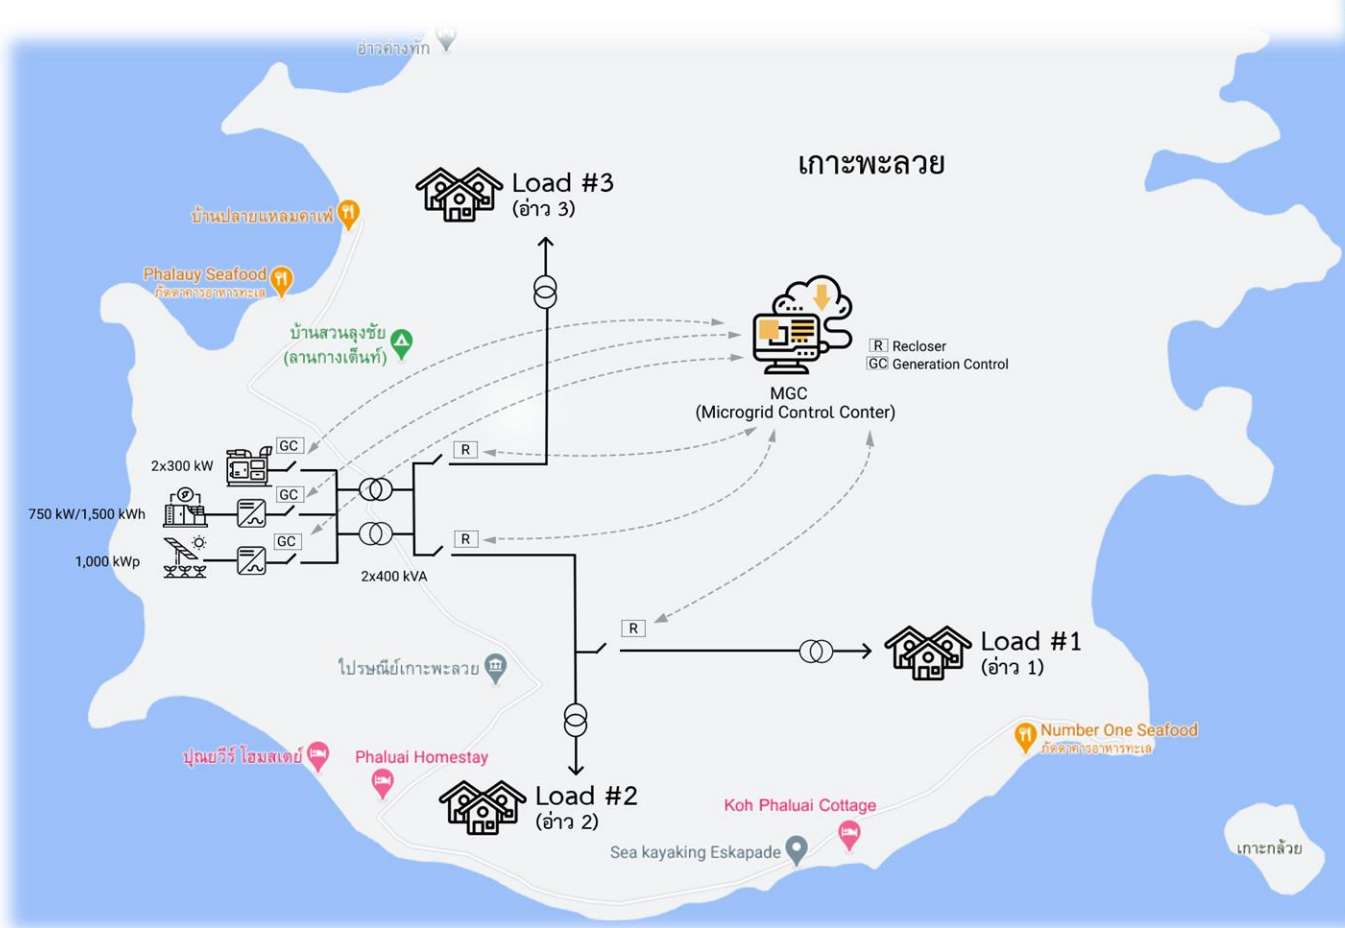 อ่าวค่างทัก
เกาะพะลวย
Load #3
(อ่าว 3)
บ้านปลายแหลมคาเฟ่
Phalauy Seafood
ภัตตาคารอาหารทะเล
บ้านสวนลุงชัย
(ลานกางเต็นท์)
R Recloser
GC Generation Control
MGC
(Microgrid Control Conter)
GC
R
2x300 kW
GC
750 kW/1,500 kWh
GC
R
1,000 kWp
2x400 kVA
R
Load #1
(อ่าว 1)
ไปรษณีย์เกาะพะลวย
Number One Seafood
ภัตตาคารอาหารทะเล
ปุณยวีร์ โฮมสเตย์
Phaluai Homestay
Load #2
(อ่าว 2)
Koh Phaluai Cottage
Sea kayaking Eskapade
เกาะกล้วย